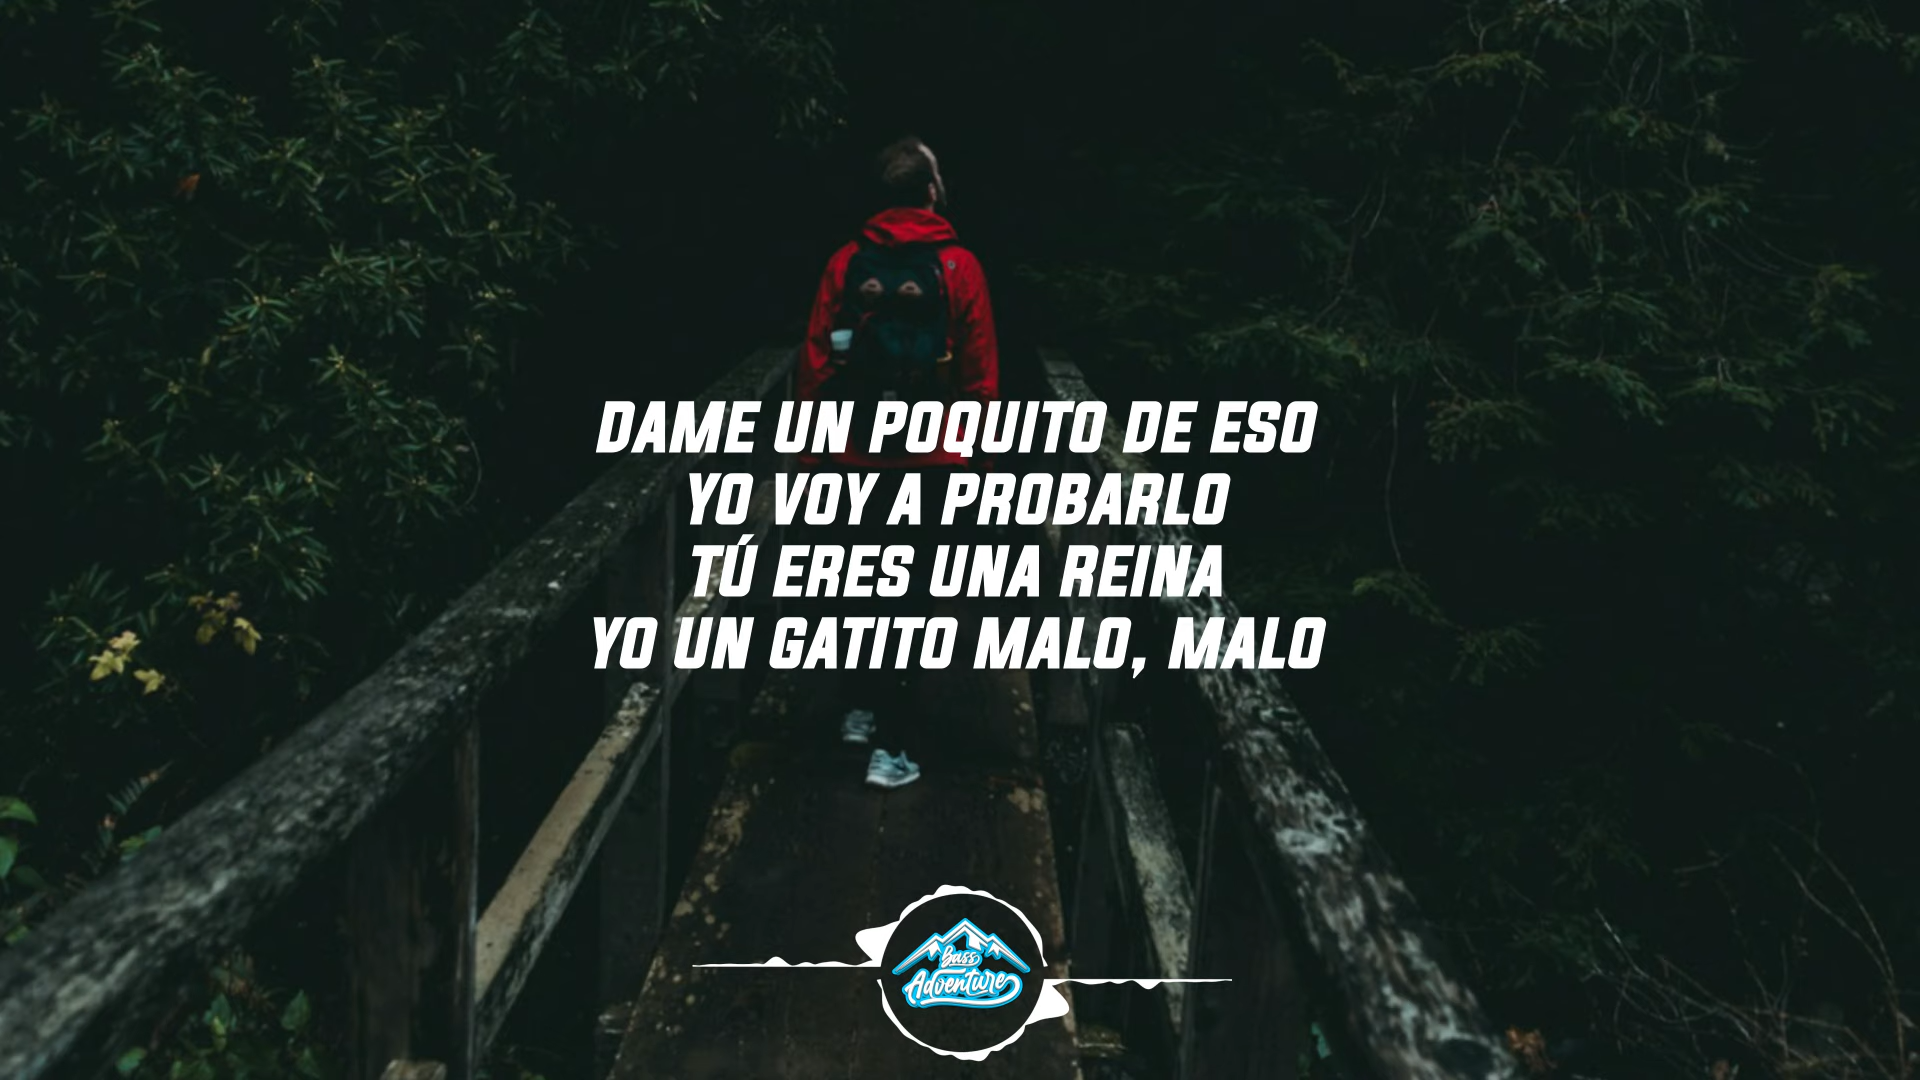 DAME UN POQUITO DE ESO
YO VOY A PROBARLO
TÚ ERES UNA REINA
YO UN GATITO MALO, MALO
Bass
Adventure